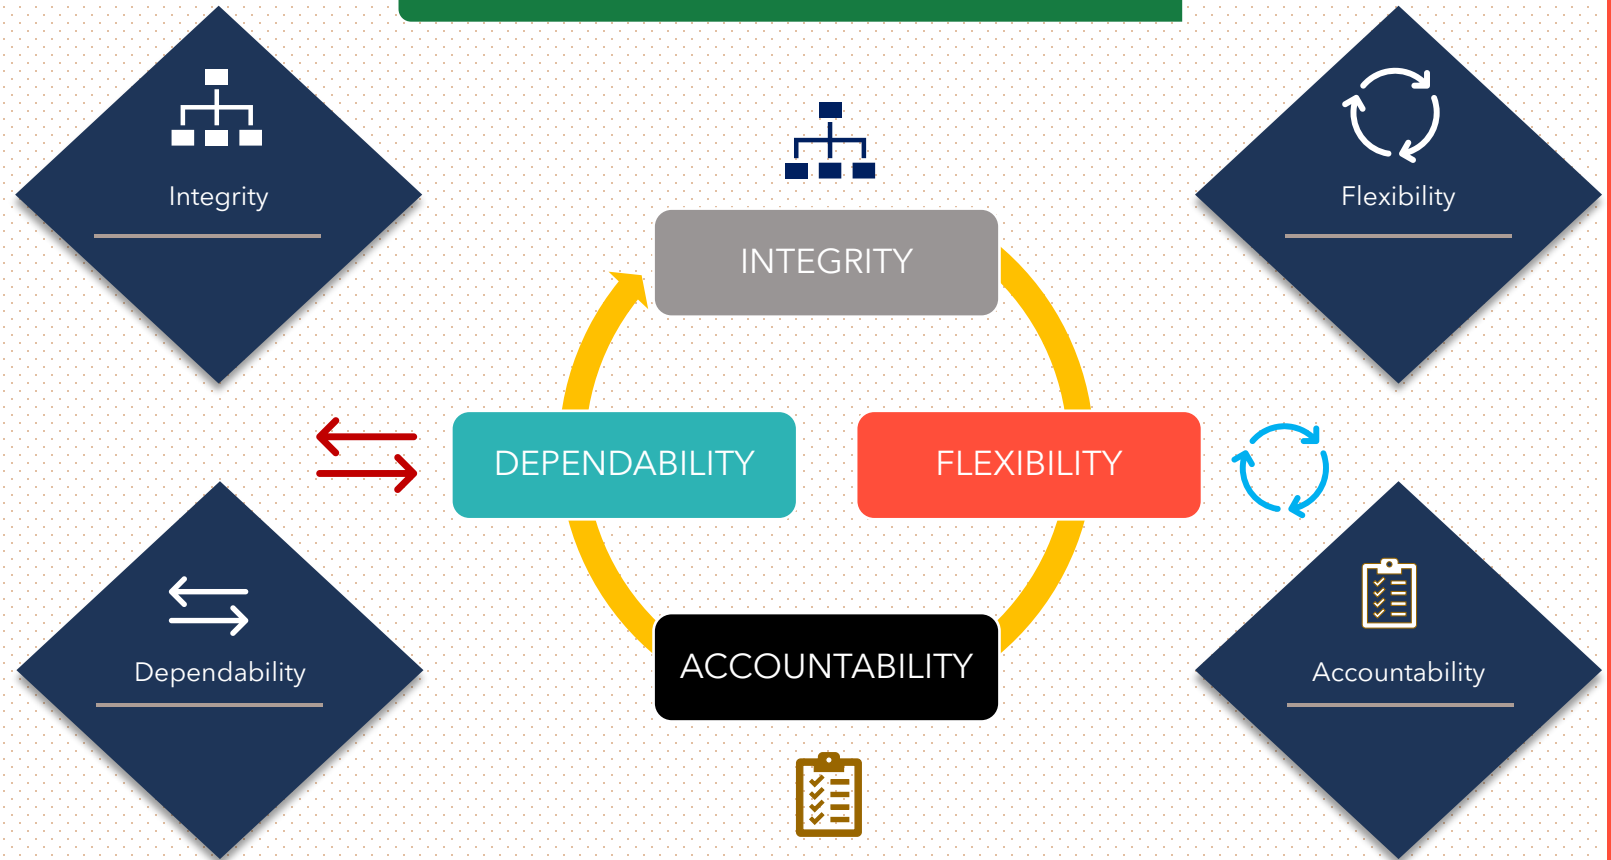 Integrity
Flexibility
INTEGRITY
DEPENDABILITY
FLEXIBILITY
ACCOUNTABILITY
Dependability
Accountability